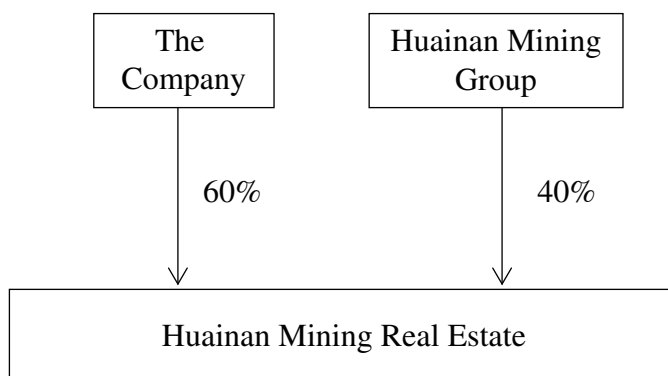 The
Company
Huainan Mining
Group
60%
40%
Huainan Mining Real Estate